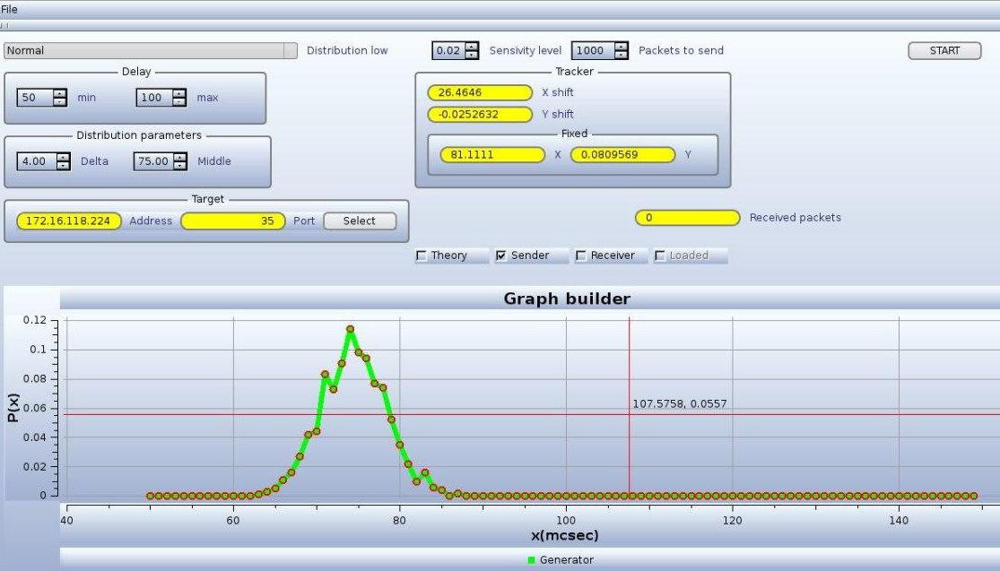 File
Normal Distribution low 0.02 Sensivity level 1000 Packets to send START
Delay
50 min 100 max
Distribution parameters
4.00 Delta 75.00 Middle
Target
172.16.118.224 Address 35 Port Select
Tracker
26.4646 X shift
-0.0252632 Y shift
Fixed
81.1111 X 0.0809569 Y
0 Received packets
Theory Sender Receiver Loaded
Graph builder
0.12
0.1
0.08
0.06
0.04
0.02
0
P(x)
107.5758, 0.0557
40 60 80 100 120 140
x(mcsec)
Generator